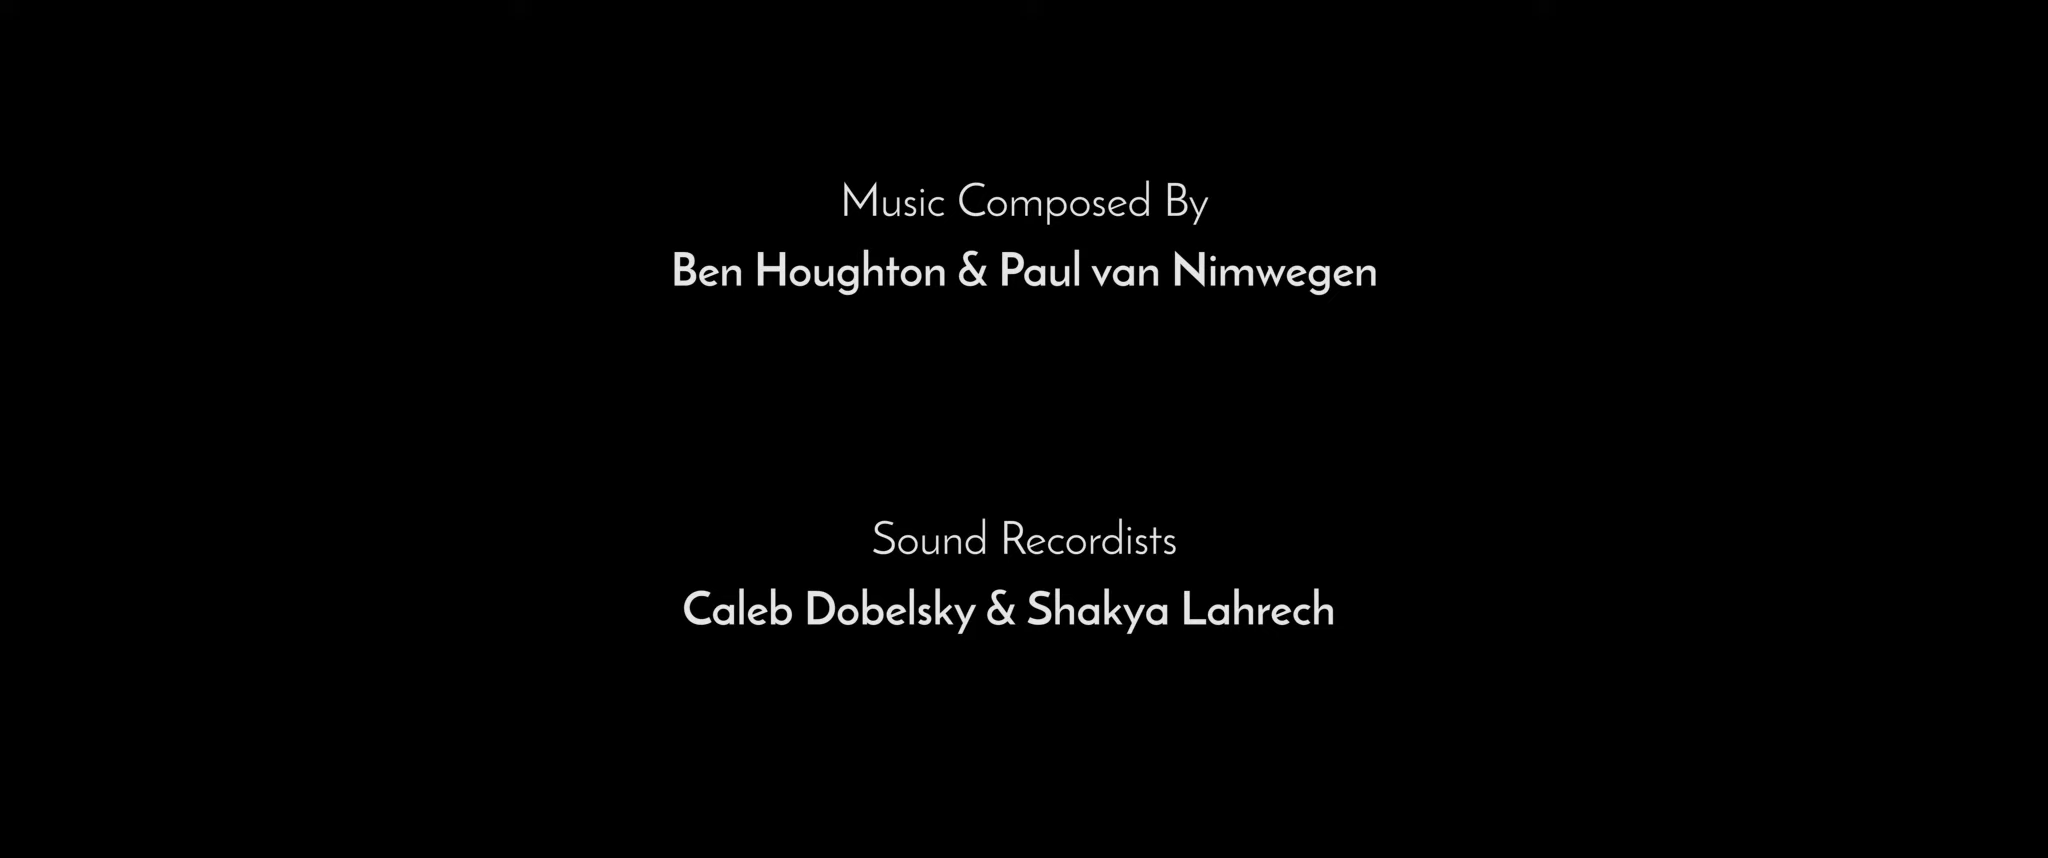 Music Composed By
Ben Houghton & Paul van Nimwegen
Sound Recordists
Caleb Dobelsky & Shakya Lahrech